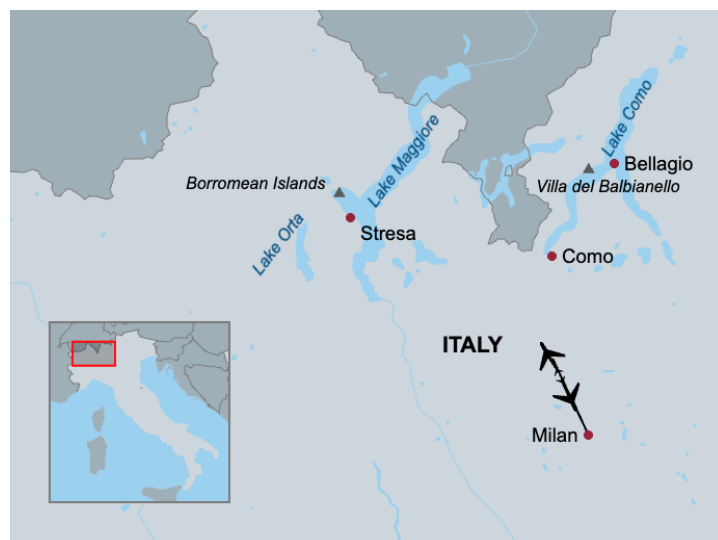 Lake Como
Lake Maggiore
Bellagio
Borromean Islands
Villa del Balbianello
Lake Orta
Stresa
Como
ITALY
Milan